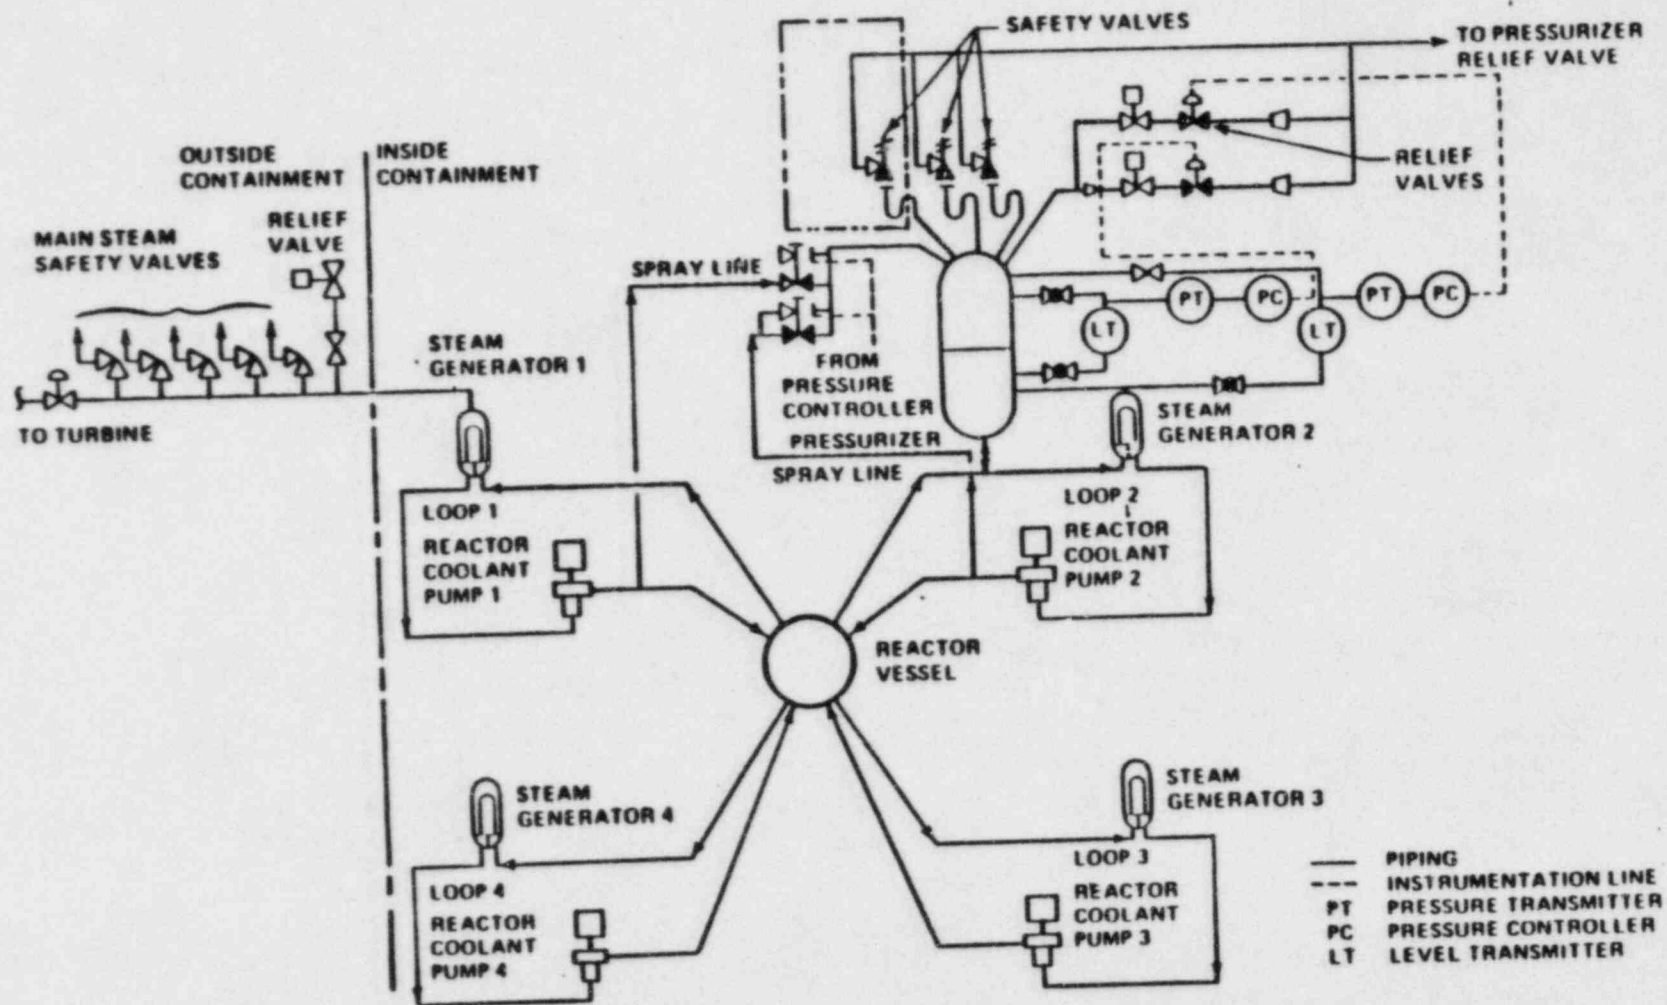 SAFETY VALVES
TO PRESSURIZER
RELIEF VALVE
RELIEF
VALVES
OUTSIDE
CONTAINMENT
INSIDE
CONTAINMENT
MAIN STEAM
SAFETY VALVES
RELIEF
VALVE
TO TURBINE
STEAM
GENERATOR 1
SPRAY LINE
FROM
PRESSURE
CONTROLLER
PRESSURIZER
SPRAY LINE
LT
PT
PC
LT
PT
PC
STEAM
GENERATOR 2
LOOP 1
REACTOR
COOLANT
PUMP 1
LOOP 2
REACTOR
COOLANT
PUMP 2
REACTOR
VESSEL
STEAM
GENERATOR 4
LOOP 4
REACTOR
COOLANT
PUMP 4
STEAM
GENERATOR 3
LOOP 3
REACTOR
COOLANT
PUMP 3
PIPING
INSTRUMENTATION LINE
PT PRESSURE TRANSMITTER
PC PRESSURE CONTROLLER
LT LEVEL TRANSMITTER